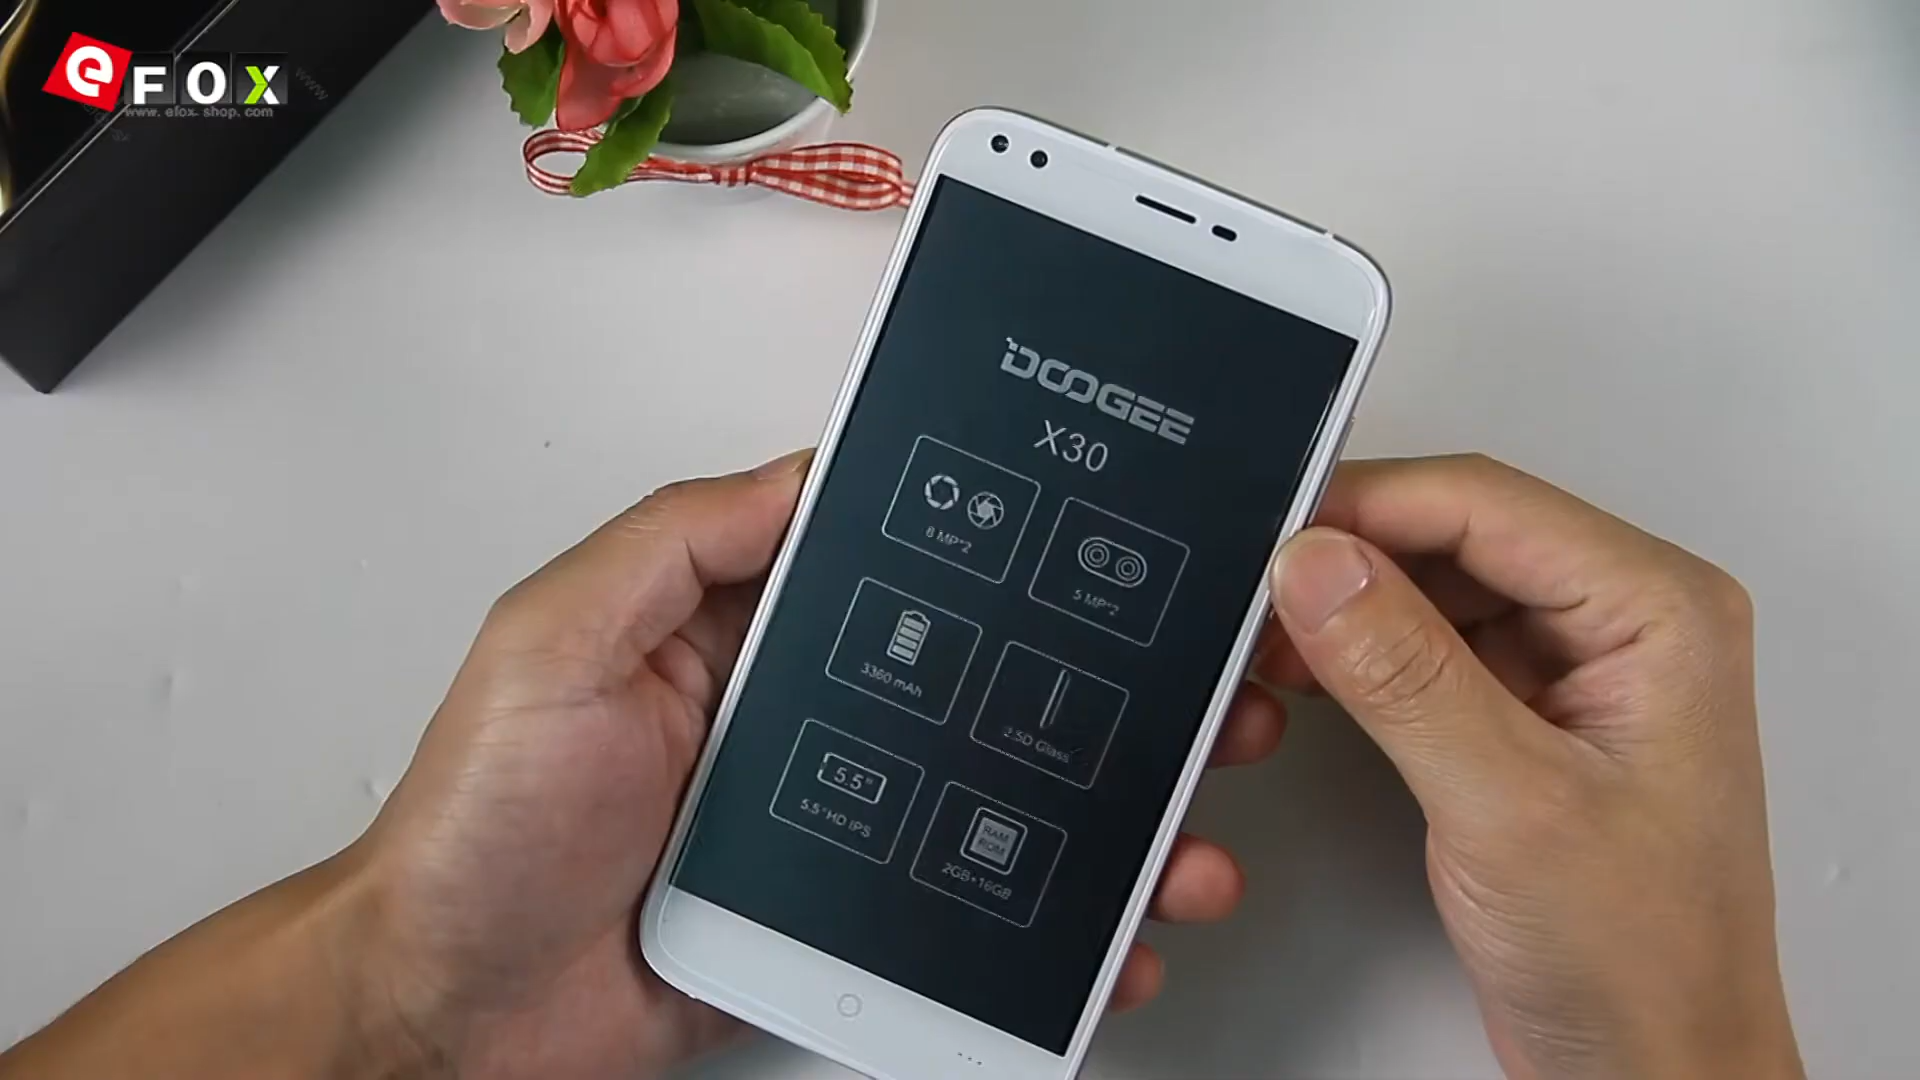 eFOX
www. efox-shop. com
DOOGEE
X30
8 MP*2
5 MP*2
3360 mAh
2.5D Glass
5.5"
5.5"HD IPS
RAM
ROM
2GB+16GB